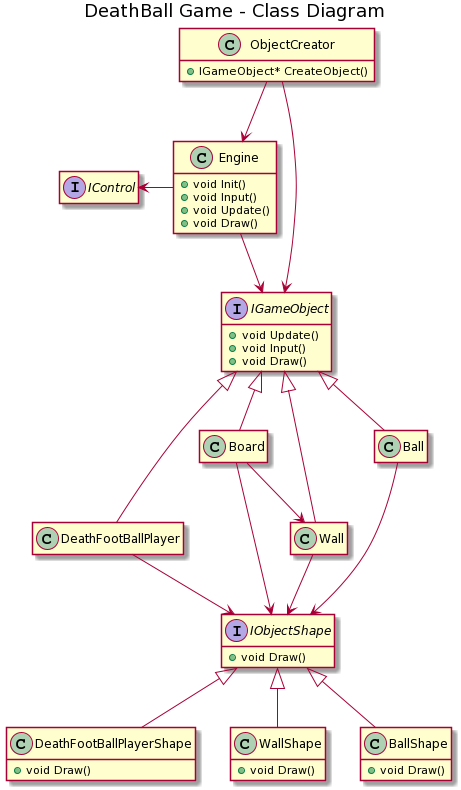 DeathBall Game - Class Diagram
C ObjectCreator
IGameObject* CreateObject()
C Engine
void Init()
void Input()
void Update()
void Draw()
I IControl
I IGameObject
void Update()
void Input()
void Draw()
C Board
C Ball
C DeathFootBallPlayer
C Wall
I IObjectShape
void Draw()
C DeathFootBallPlayerShape
void Draw()
C WallShape
void Draw()
C BallShape
void Draw()